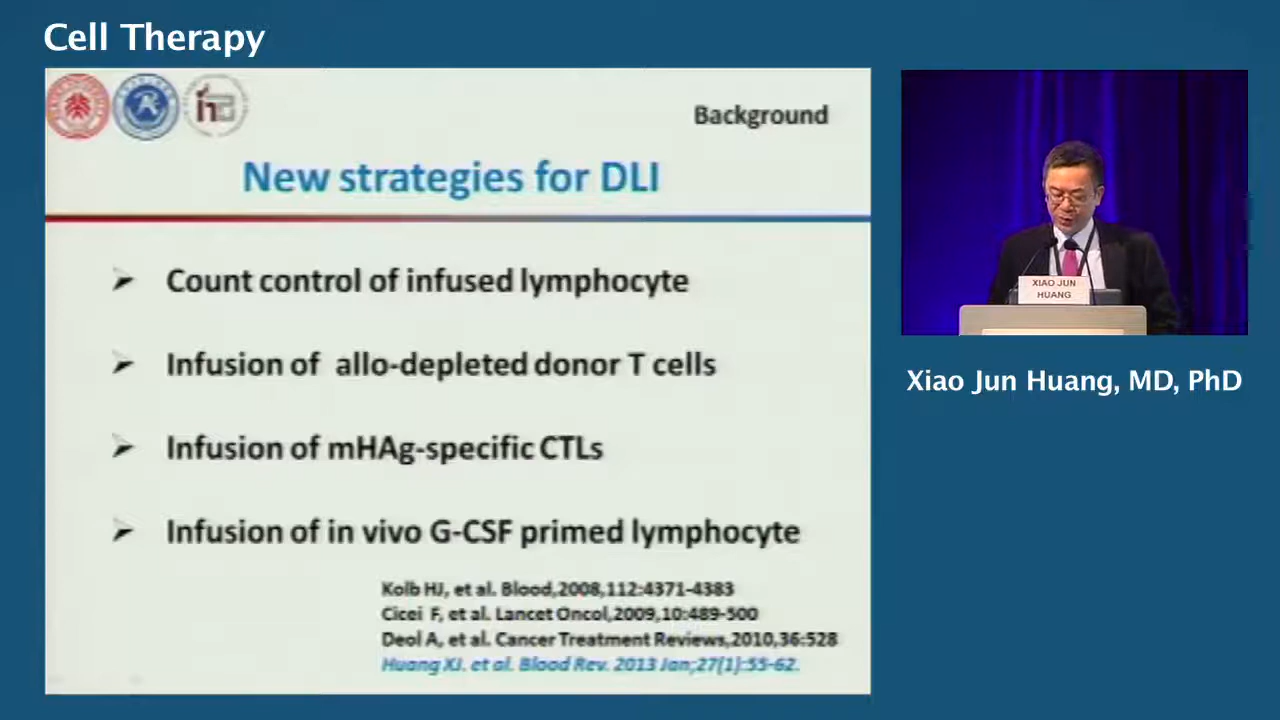 Cell Therapy
Background
New strategies for DLI
Count control of infused lymphocyte
Infusion of allo-depleted donor T cells
Infusion of mHAg-specific CTLs
Infusion of in vivo G-CSF primed lymphocyte
Kolb HJ, et al. Blood,2008,112:4371-4383
Cicei F, et al. Lancet Oncol,2009,10:489-500
Deol A, et al. Cancer Treatment Reviews,2010,36:528
Huang XJ. et al. Blood Rev. 2013 Jan;27(1):55-62.
XIAO JUN
HUANG
Xiao Jun Huang, MD, PhD